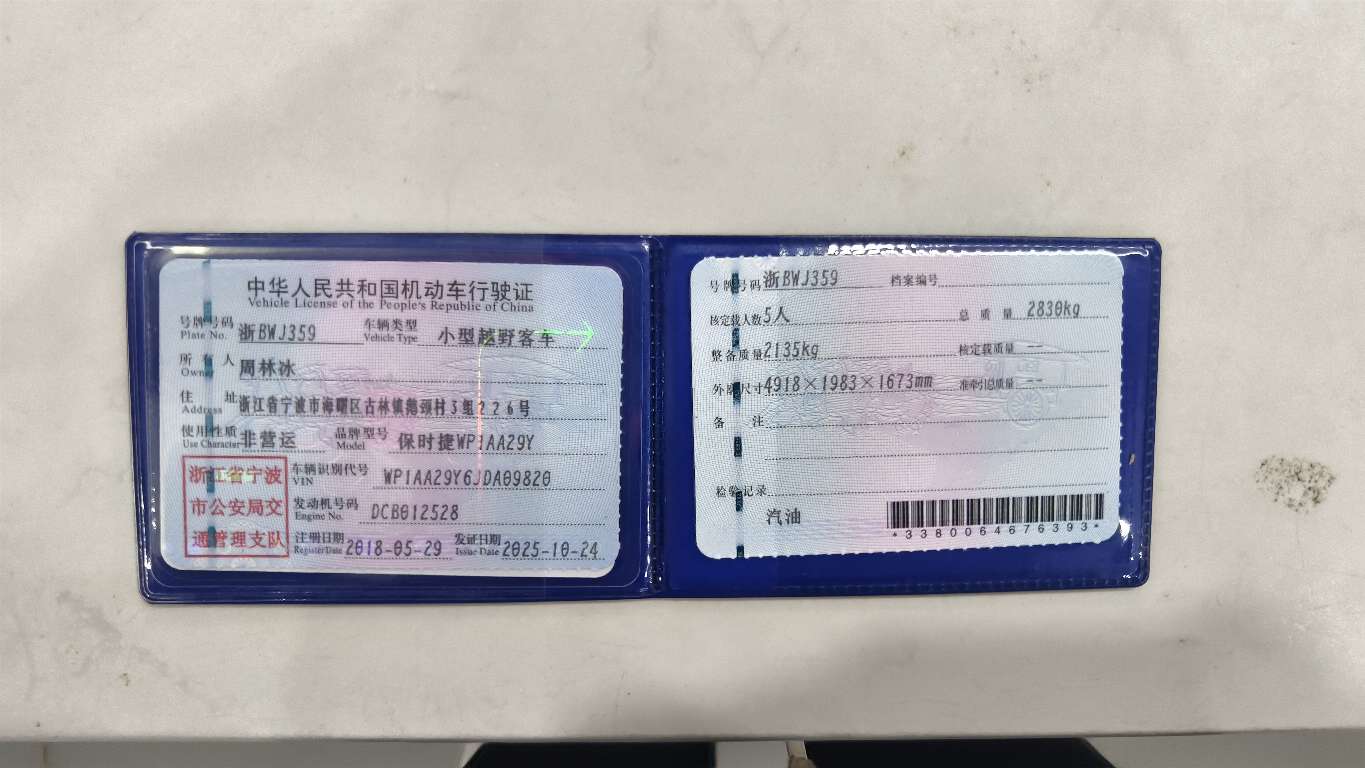 中华人民共和国机动车行驶证
Vehicle License of the People's Republic of China
号牌号码 浙BWJ359 车辆类型 小型越野客车
Plate No. Vehicle Type
所有人 周林冰
Owner
住址 浙江省宁波市海曙区古林镇鹅颈村3组226号
Address
使用性质 非营运 品牌型号 保时捷WP1AA29Y
Use Character Model
浙江省宁波
市公安局交
通管理支队
车辆识别代号 WP1AA29Y6JDA09820
VIN
发动机号码 DCB012528
Engine No.
注册日期 2018-05-29 发证日期 2025-10-24
Register Date Issue Date
号牌号码 浙BWJ359 档案编号
核定载人数 5人 总质量 2830kg
整备质量 2135kg 核定载质量 --
外廓尺寸 4918×1983×1673mm 准牵引总质量 --
备注
检验记录
汽油
*3380064676393*